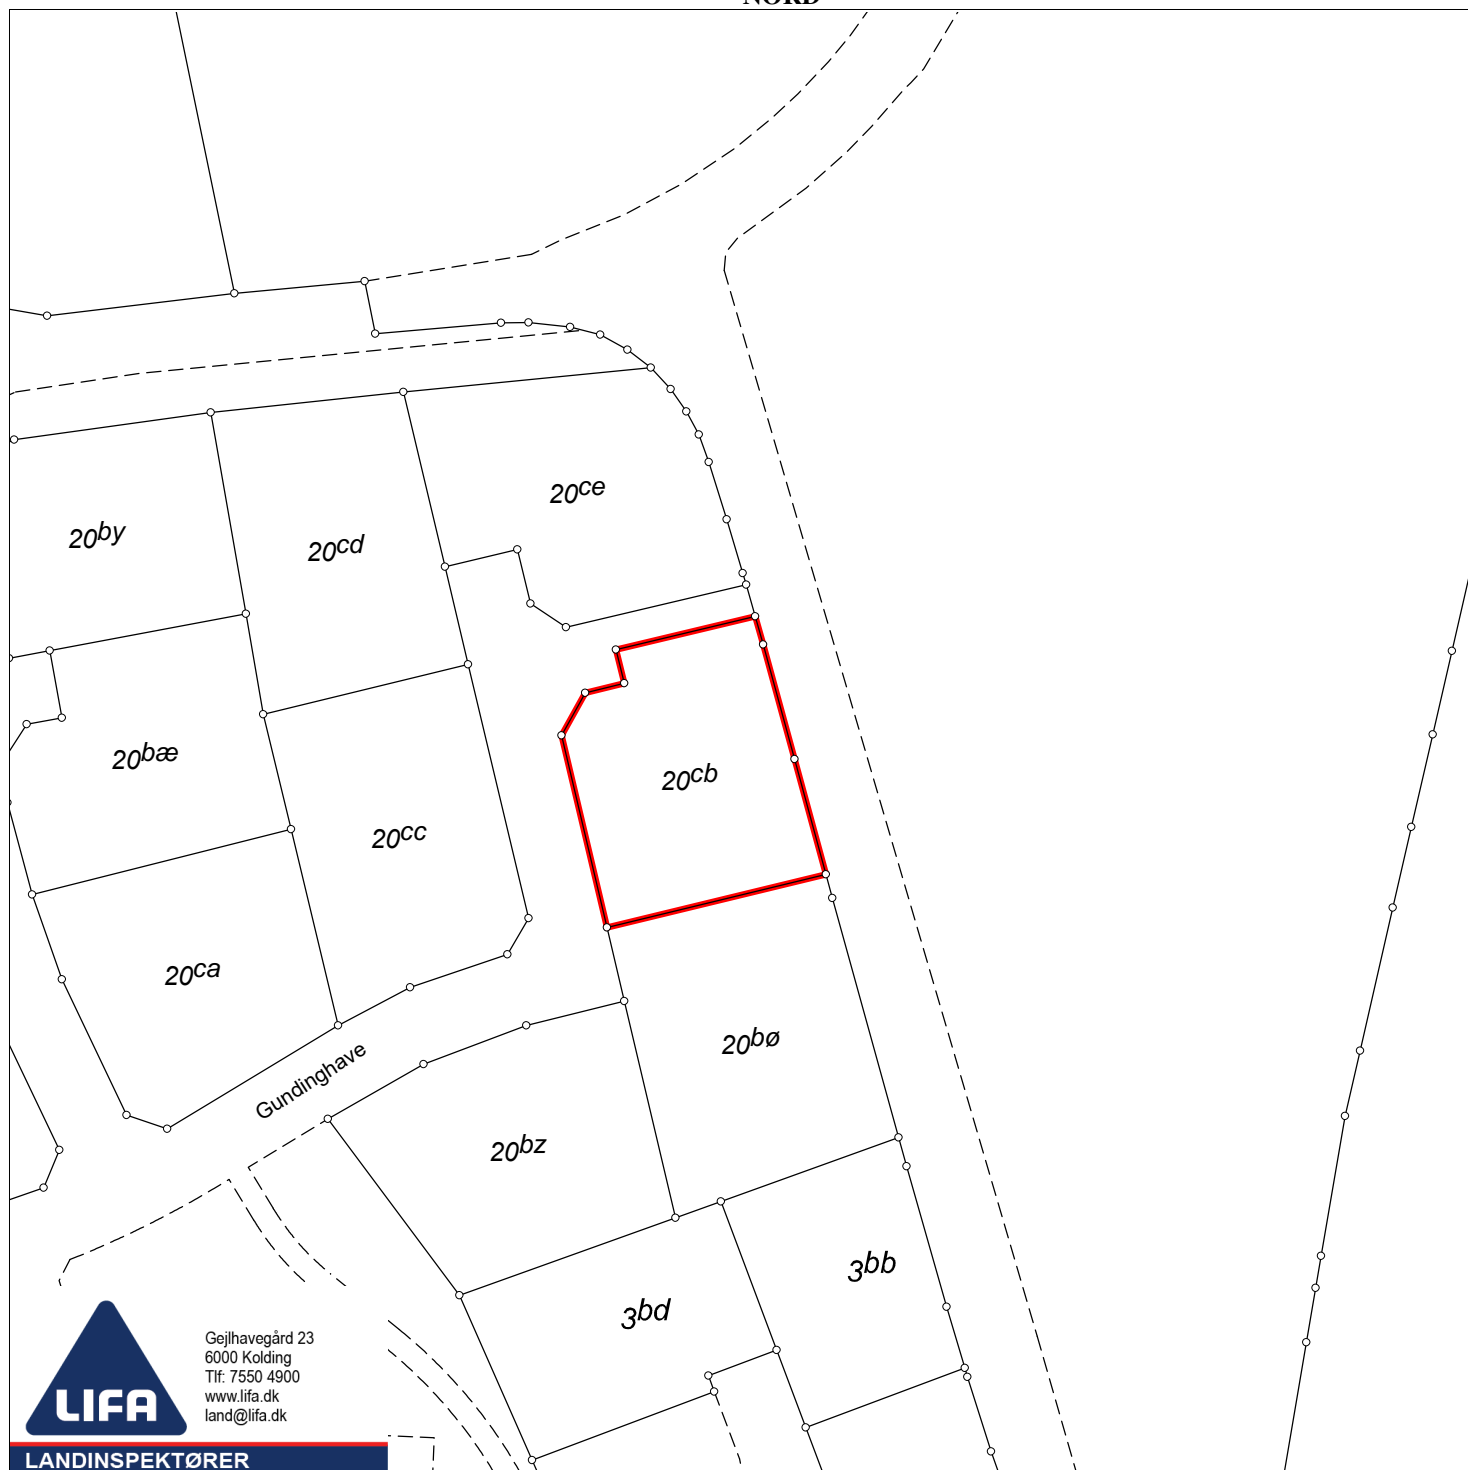 NORD
20ce
20by
20cd
20bæ
20cb
20cc
20ca
20bø
Gundinghave
20bz
3bb
3bd
Gejlhavegård 23
6000 Kolding
Tlf: 7550 4900
www.lifa.dk
land@lifa.dk
LIFA
LANDINSPEKTØRER